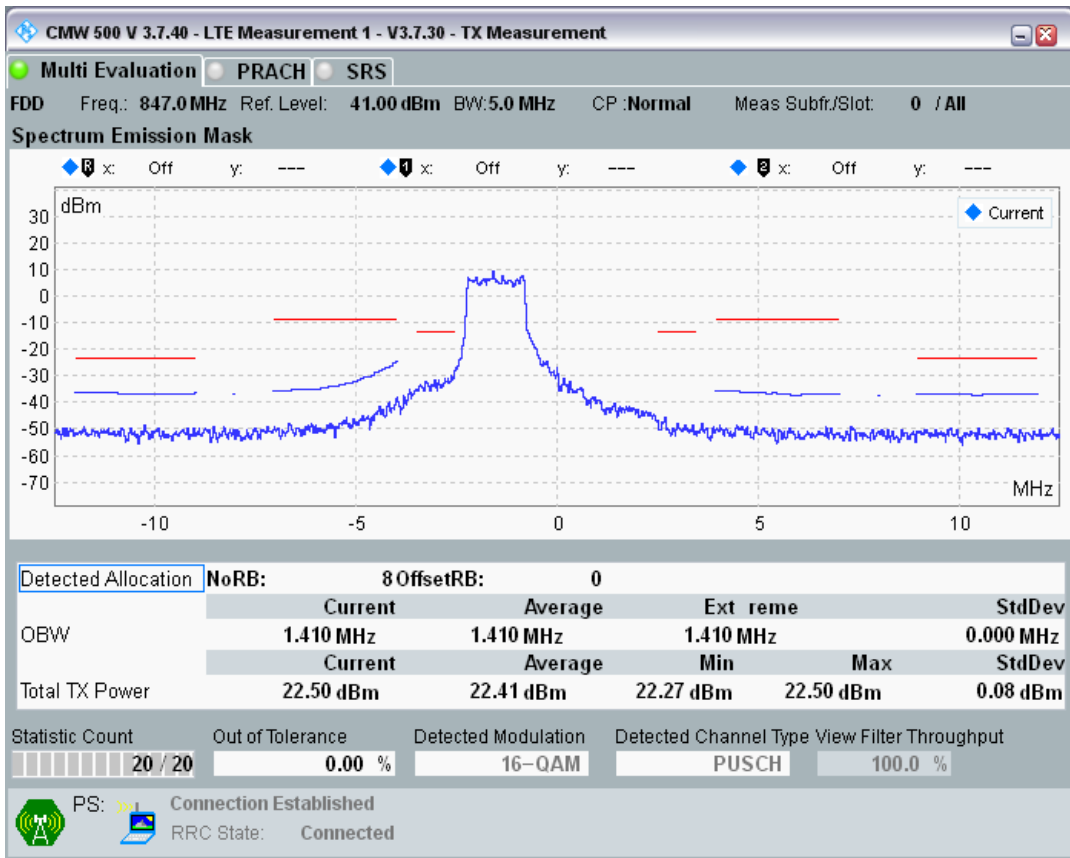 CMW 500 V 3.7.40 - LTE Measurement 1 - V3.7.30 - TX Measurement
Multi Evaluation PRACH SRS
FDD Freq.: 847.0 MHz Ref. Level: 41.00 dBm BW:5.0 MHz CP :Normal Meas Subfr./Slot: 0 / All
Spectrum Emission Mask
R x: Off y: --- 1 x: Off y: --- 2 x: Off y: ---
dBm
Current
30
20
10
0
-10
-20
-30
-40
-50
-60
-70
MHz
-10 -5 0 5 10
Detected Allocation NoRB: 8 OffsetRB: 0
Current Average Ext reme StdDev
OBW 1.410 MHz 1.410 MHz 1.410 MHz 0.000 MHz
Current Average Min Max StdDev
Total TX Power 22.50 dBm 22.41 dBm 22.27 dBm 22.50 dBm 0.08 dBm
Statistic Count Out of Tolerance Detected Modulation Detected Channel Type View Filter Throughput
20 / 20 0.00 % 16-QAM PUSCH 100.0 %
PS: Connection Established
RRC State: Connected